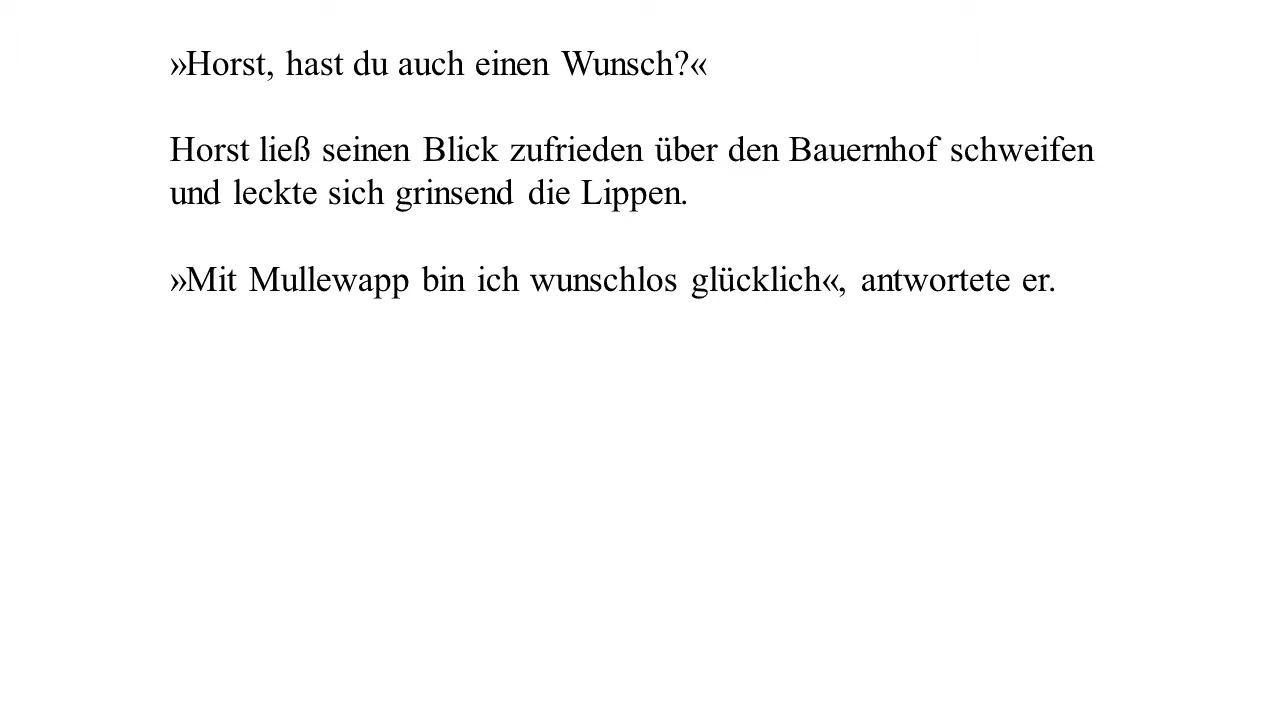 »Horst, hast du auch einen Wunsch?«
Horst ließ seinen Blick zufrieden über den Bauernhof schweifen
und leckte sich grinsend die Lippen.
»Mit Mullewapp bin ich wunschlos glücklich«, antwortete er.